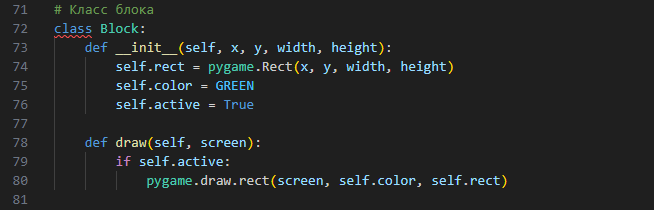 71 # Класс блока
72 class Block:
73     def __init__(self, x, y, width, height):
74         self.rect = pygame.Rect(x, y, width, height)
75         self.color = GREEN
76         self.active = True
77
78     def draw(self, screen):
79         if self.active:
80             pygame.draw.rect(screen, self.color, self.rect)
81